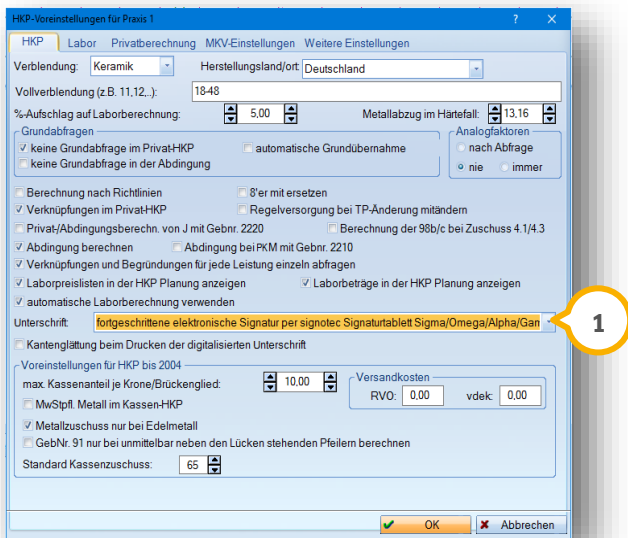 HKP-Voreinstellungen für Praxis 1 ? ×
HKP Labor Privatberechnung MKV-Einstellungen Weitere Einstellungen
Verblendung: Keramik Herstellungsland/ort: Deutschland
Vollverblendung (z.B. 11,12,..): 18-48
%-Aufschlag auf Laborberechnung: 5,00 Metallabzug im Härtefall: 13,16
Grundabfragen Analogfaktoren
keine Grundabfrage im Privat-HKP automatische Grundübernahme nach Abfrage
keine Grundabfrage in der Abdingung nie immer
Berechnung nach Richtlinien 8'er mit ersetzen
Verknüpfungen im Privat-HKP Regelversorgung bei TP-Änderung mitändern
Privat-/Abdingungsberechn. von J mit Gebnr. 2220 Berechnung der 98b/c bei Zuschuss 4.1/4.3
Abdingung berechnen Abdingung bei PKM mit Gebnr. 2210
Verknüpfungen und Begründungen für jede Leistung einzeln abfragen
Laborpreislisten in der HKP Planung anzeigen Laborbeträge in der HKP Planung anzeigen
automatische Laborberechnung verwenden
Unterschrift: fortgeschrittene elektronische Signatur per signotec Signaturtablett Sigma/Omega/Alpha/Gan 1
Kantenglättung beim Drucken der digitalisierten Unterschrift
Voreinstellungen für HKP bis 2004
max. Kassenanteil je Krone/Brückenglied: 10,00 Versandkosten
RVO: 0,00 vdek: 0,00
MwStpfl. Metall im Kassen-HKP
Metallzuschuss nur bei Edelmetall
GebNr. 91 nur bei unmittelbar neben den Lücken stehenden Pfeilern berechnen
Standard Kassenzuschuss: 65
OK Abbrechen